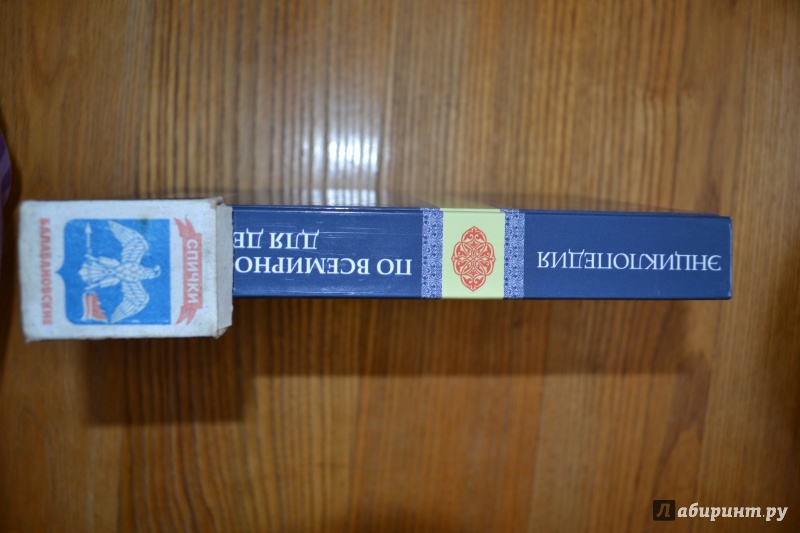 ЭНЦИКЛОПЕДИЯ
ПО ВСЕМИРНО
ДЛЯ ДЕ
СПИЧКИ
БАЛАБАНОВСКИЕ
Лабиринт.ру